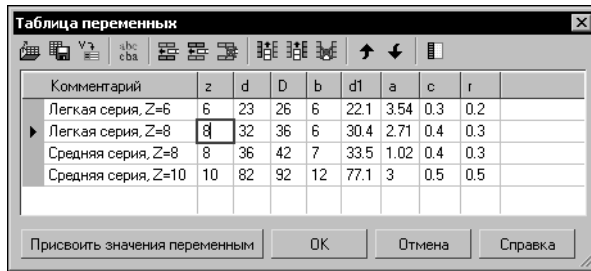 Таблица переменных
abc
cba
Комментарий z d D b d1 a c r
Легкая серия, Z=6 6 23 26 6 22.1 3.54 0.3 0.2
Легкая серия, Z=8 8 32 36 6 30.4 2.71 0.4 0.3
Средняя серия, Z=8 8 36 42 7 33.5 1.02 0.4 0.3
Средняя серия, Z=10 10 82 92 12 77.1 3 0.5 0.5
Присвоить значения переменным OK Отмена Справка